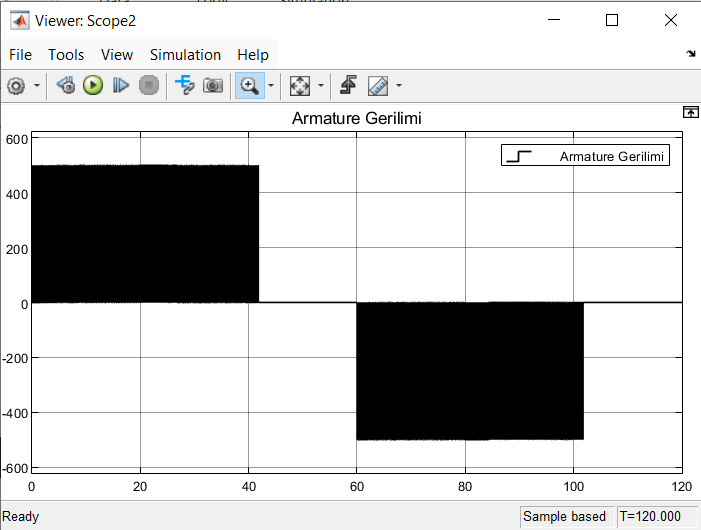 Viewer: Scope2
File Tools View Simulation Help
Armature Gerilimi
Armature Gerilimi
600
400
200
0
-200
-400
-600
0 20 40 60 80 100 120
Ready Sample based T=120.000